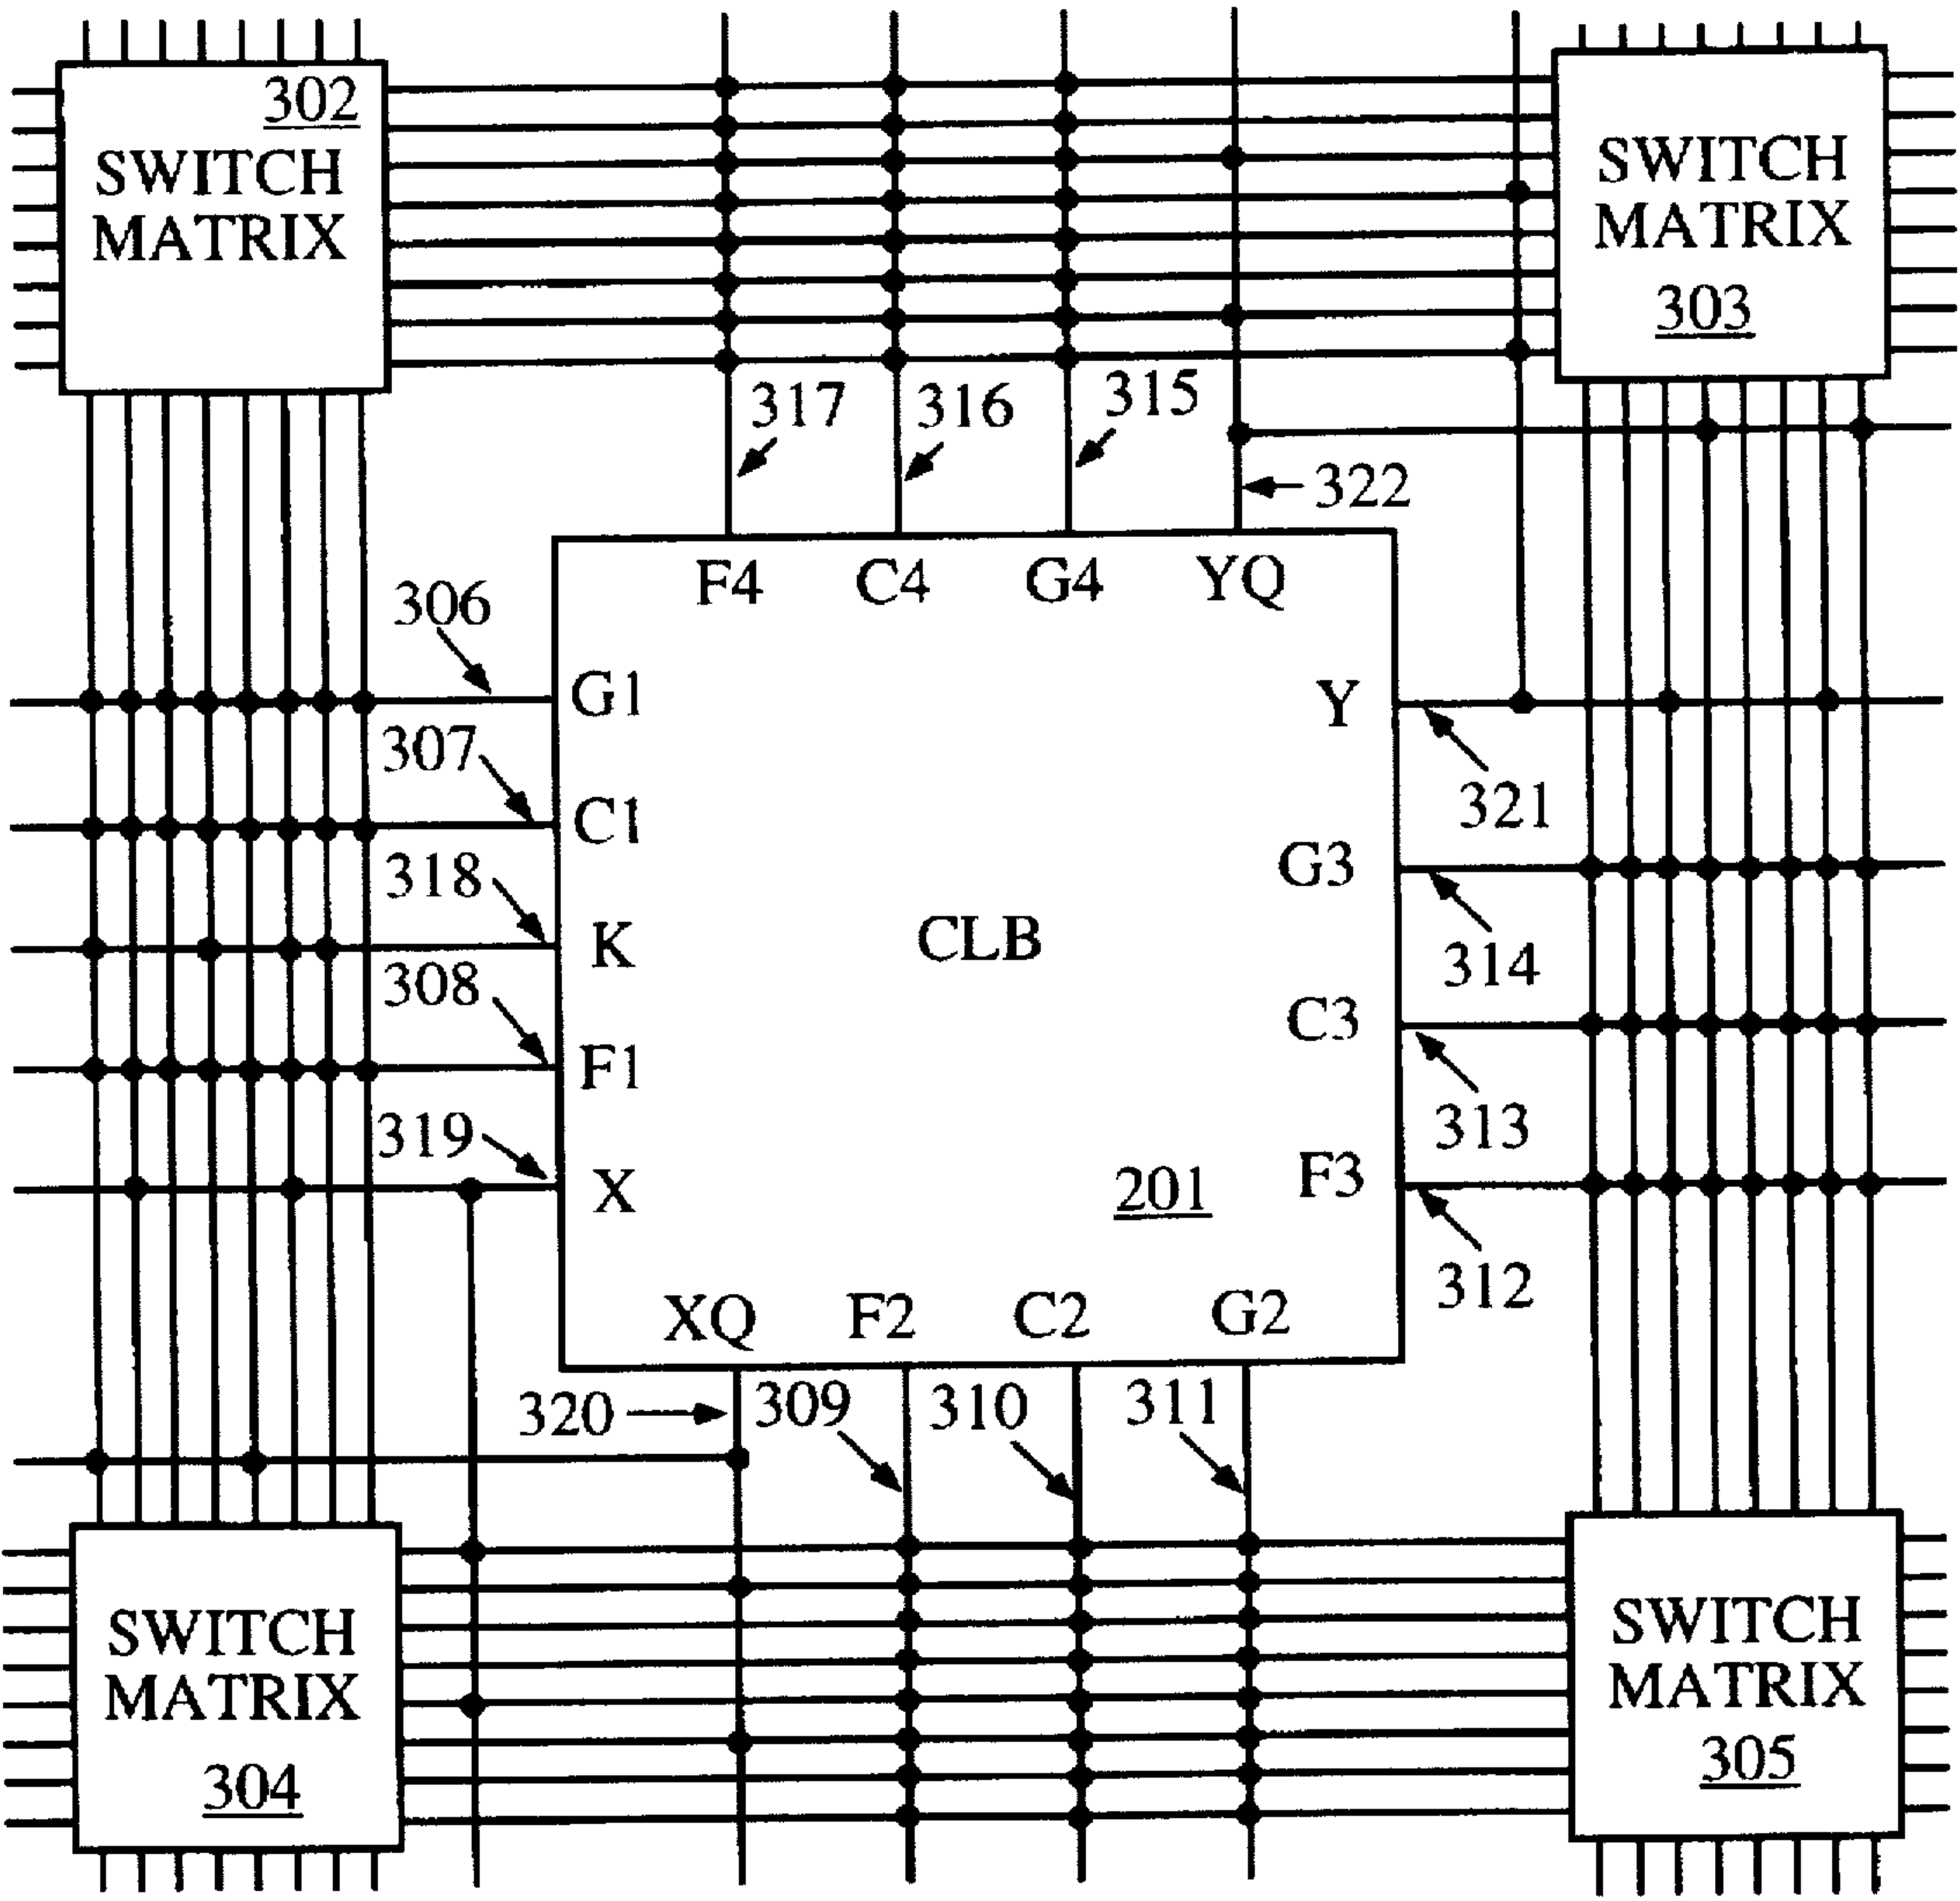 302
SWITCH
MATRIX
SWITCH
MATRIX
303
317
316
315
322
F4 C4 G4 YQ
306
G1
Y
307
321
C1
G3
318
K
CLB
314
308
C3
F1
313
319
X
201
F3
312
XQ F2 C2 G2
320
309
310
311
SWITCH
MATRIX
304
SWITCH
MATRIX
305